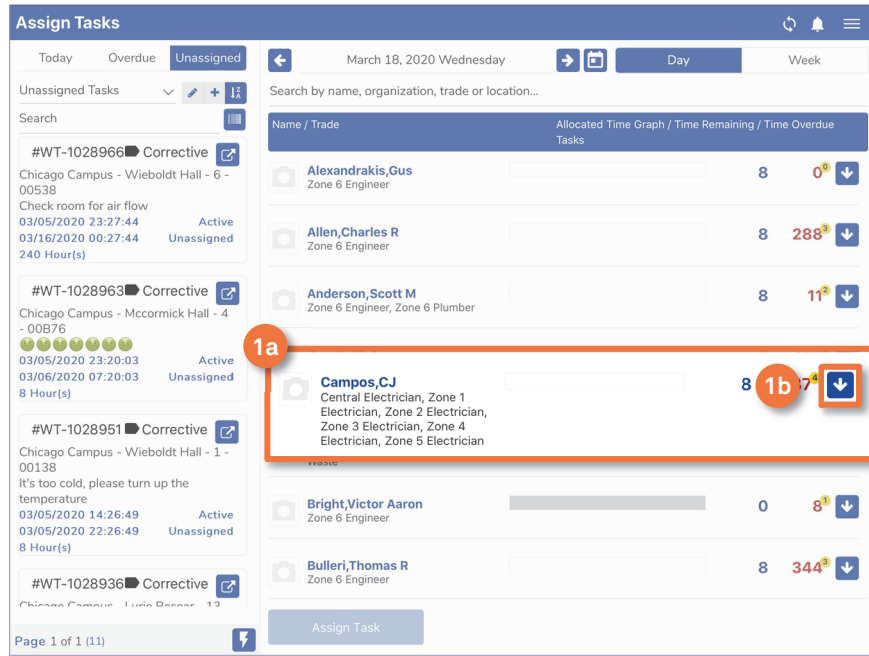 Assign Tasks
Today Overdue Unassigned
Unassigned Tasks
Search
#WT-1028966 Corrective
Chicago Campus - Wieboldt Hall - 6 -
00538
Check room for air flow
03/05/2020 23:27:44 Active
03/16/2020 00:27:44 Unassigned
240 Hour(s)
#WT-1028963 Corrective
Chicago Campus - Mccormick Hall - 4
- 00B76
03/05/2020 23:20:03 Active
03/06/2020 07:20:03 Unassigned
8 Hour(s)
#WT-1028951 Corrective
Chicago Campus - Wieboldt Hall - 1 -
00138
It's too cold, please turn up the
temperature
03/05/2020 14:26:49 Active
03/05/2020 22:26:49 Unassigned
8 Hour(s)
#WT-1028936 Corrective
Chicago Campus - Lurie Resear - 13
Page 1 of 1 (11)
March 18, 2020 Wednesday Day Week
Search by name, organization, trade or location...
Name / Trade Allocated Time Graph / Time Remaining / Time Overdue
Tasks
Alexandrakis,Gus 8 0 0
Zone 6 Engineer
Allen,Charles R 8 288 3
Zone 6 Engineer
Anderson,Scott M 8 11 2
Zone 6 Engineer, Zone 6 Plumber
1a
Campos,CJ 8 1b 4
Central Electrician, Zone 1
Electrician, Zone 2 Electrician,
Zone 3 Electrician, Zone 4
Electrician, Zone 5 Electrician
Waste
Bright,Victor Aaron 0 8 1
Zone 6 Engineer
Bulleri,Thomas R 8 344 3
Zone 6 Engineer
Assign Task